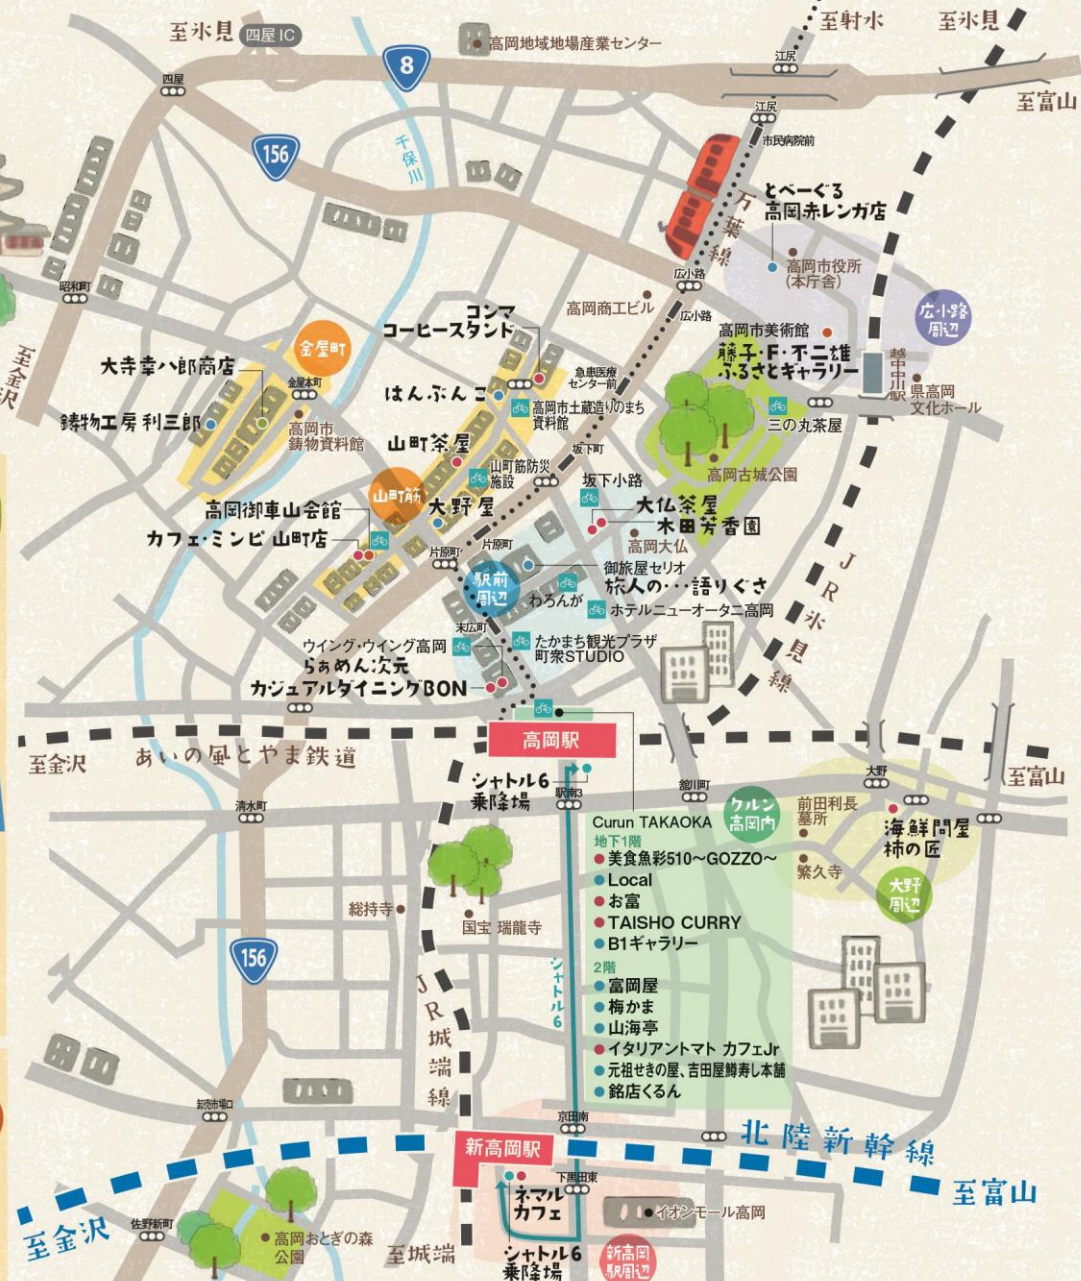 至氷見
四屋IC
高岡地域地場産業センター
至射水
至氷見
江尻
至富山
四屋
8
156
千保川
江尻
市民病院前
万葉線
とべーぐる
高岡赤レンガ店
高岡市役所
(本庁舎)
広小路
周辺
昭和町
至金沢
広小路
高岡商工ビル
広小路
コンマ
コーヒースタンド
金屋町
大寺幸八郎商店
金屋本町
鋳物工房 利三郎
高岡市
鋳物資料館
はんぶんこ
急患医療
センター前
高岡市土蔵造りのまち
資料館
高岡市美術館
藤子・F・不二雄
ふるさとギャラリー
越中中川駅
県高岡
文化ホール
三の丸茶屋
高岡古城公園
山町茶屋
山町筋防災
施設
坂下町
坂下小路
山町筋
大野屋
高岡御車山会館
カフェ・ミンピ 山町店
大仏茶屋
木田芳香園
高岡大仏
片原町
片原町
駅前
周辺
御旅屋セリオ
旅人の・・・語りぐさ
わろんが
ホテルニューオータニ高岡
末広町
ウイング・ウイング高岡
らぁめん次元
カジュアルダイニングBON
たかまち観光プラザ
町衆STUDIO
JR氷見線
高岡駅
至金沢
あいの風とやま鉄道
至富山
シャトル6
乗降場
駅南3
舘川町
大野
清水町
前田利長
墓所
繁久寺
海鮮問屋
柿の匠
大野
周辺
Curun TAKAOKA
クルン
高岡内
地下1階
美食魚彩510～GOZZO～
Local
お富
TAISHO CURRY
B1ギャラリー
2階
富岡屋
梅かま
山海亭
イタリアントマト カフェJr
元祖せきの屋、吉田屋鱒寿し本舗
銘店くるん
総持寺
国宝 瑞龍寺
156
シャトル6
JR城端線
卸売市場口
京田南
新高岡駅
北陸新幹線
至富山
下黒田東
ネマル
カフェ
イオンモール高岡
至金沢
佐野新町
高岡おとぎの森
公園
至城端
シャトル6
乗降場
新高岡
駅周辺